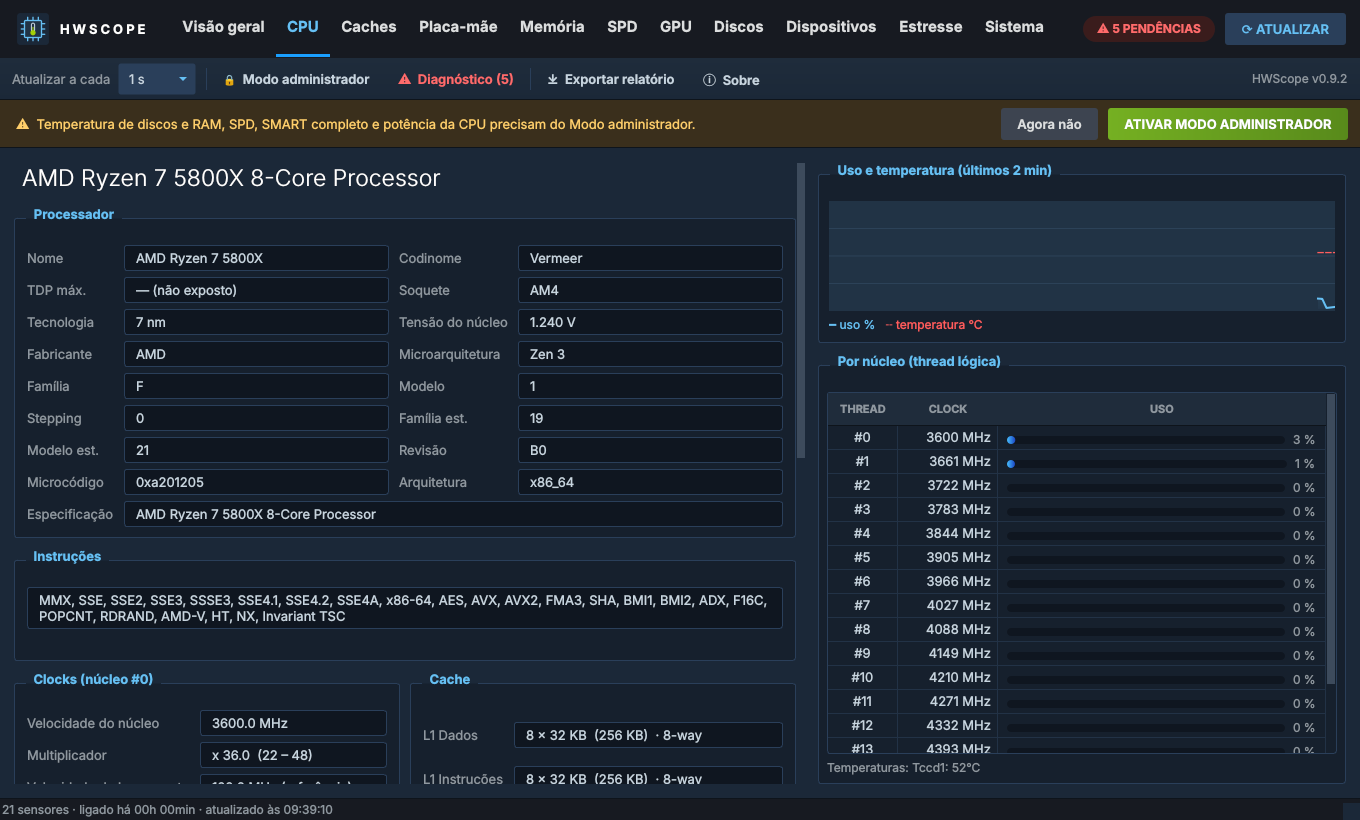 HWSCOPE
Visão geral CPU Caches Placa-mãe Memória SPD GPU Discos Dispositivos Estresse Sistema
5 PENDÊNCIAS
ATUALIZAR
Atualizar a cada 1 s
Modo administrador
Diagnóstico (5)
Exportar relatório
Sobre
HWScope v0.9.2
Temperatura de discos e RAM, SPD, SMART completo e potência da CPU precisam do Modo administrador.
Agora não
ATIVAR MODO ADMINISTRADOR
AMD Ryzen 7 5800X 8-Core Processor
Processador
Nome AMD Ryzen 7 5800X Codinome Vermeer
TDP máx. — (não exposto) Soquete AM4
Tecnologia 7 nm Tensão do núcleo 1.240 V
Fabricante AMD Microarquitetura Zen 3
Família F Modelo 1
Stepping 0 Família est. 19
Modelo est. 21 Revisão B0
Microcódigo 0xa201205 Arquitetura x86_64
Especificação AMD Ryzen 7 5800X 8-Core Processor
Instruções
MMX, SSE, SSE2, SSE3, SSSE3, SSE4.1, SSE4.2, SSE4A, x86-64, AES, AVX, AVX2, FMA3, SHA, BMI1, BMI2, ADX, F16C,
POPCNT, RDRAND, AMD-V, HT, NX, Invariant TSC
Clocks (núcleo #0)
Velocidade do núcleo 3600.0 MHz
Multiplicador x 36.0 (22 – 48)
Cache
L1 Dados 8 × 32 KB (256 KB) · 8-way
L1 Instruções 8 × 32 KB (256 KB) · 8-way
Uso e temperatura (últimos 2 min)
uso % -- temperatura °C
Por núcleo (thread lógica)
THREAD CLOCK USO
#0 3600 MHz 3 %
#1 3661 MHz 1 %
#2 3722 MHz 0 %
#3 3783 MHz 0 %
#4 3844 MHz 0 %
#5 3905 MHz 0 %
#6 3966 MHz 0 %
#7 4027 MHz 0 %
#8 4088 MHz 0 %
#9 4149 MHz 0 %
#10 4210 MHz 0 %
#11 4271 MHz 0 %
#12 4332 MHz 0 %
#13 4393 MHz 0 %
Temperaturas: Tccd1: 52°C
21 sensores · ligado há 00h 00min · atualizado às 09:39:10